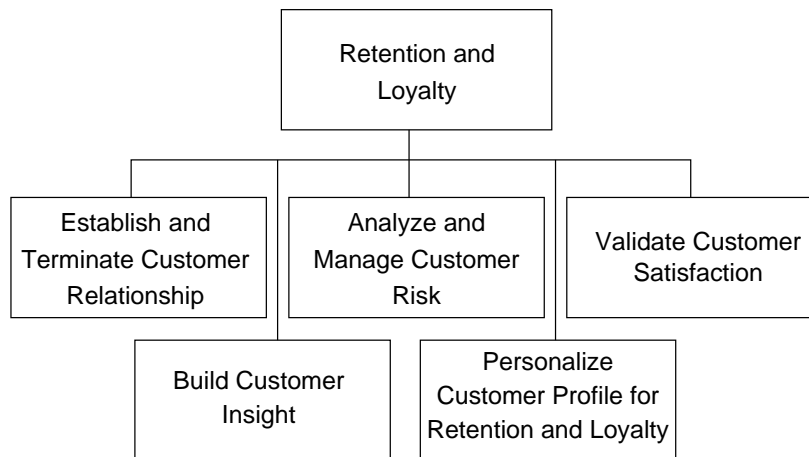 Retention and
Loyalty
Establish and
Terminate Customer
Relationship
Analyze and
Manage Customer
Risk
Validate Customer
Satisfaction
Build Customer
Insight
Personalize
Customer Profile for
Retention and Loyalty